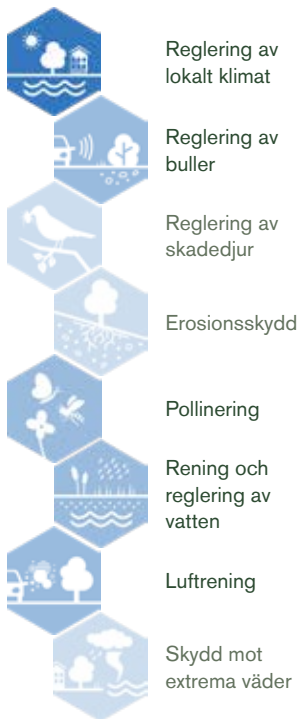 Reglering av
lokalt klimat
Reglering av
buller
Reglering av
skadedjur
Erosionsskydd
Pollinering
Rening och
reglering av
vatten
Luftrening
Skydd mot
extrema väder